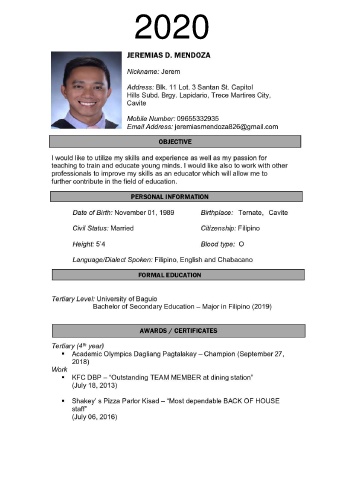 2020
JEREMIAS D. MENDOZA
Nickname: Jerem
Address: Blk. 11 Lot. 3 Santan St. Capitol
Hills Subd. Brgy. Lapidario, Trece Martires City,
Cavite
Mobile Number: 09655332935
Email Address: jeremiasmendoza826@gmail.com
OBJECTIVE
I would like to utilize my skills and experience as well as my passion for
teaching to train and educate young minds. I would like also to work with other
professionals to improve my skills as an educator which will allow me to
further contribute in the field of education.
PERSONAL INFORMATION
Date of Birth: November 01, 1989 Birthplace: Ternate, Cavite
Civil Status: Married Citizenship: Filipino
Height: 5'4 Blood type: O
Language/Dialect Spoken: Filipino, English and Chabacano
FORMAL EDUCATION
Tertiary Level: University of Baguio
Bachelor of Secondary Education – Major in Filipino (2019)
AWARDS / CERTIFICATES
Tertiary (4th year)
▪ Academic Olympics Dagliang Pagtalakay – Champion (September 27,
2018)
Work
▪ KFC DBP – "Outstanding TEAM MEMBER at dining station"
(July 18, 2013)
▪ Shakey' s Pizza Parlor Kisad – "Most dependable BACK OF HOUSE
staff"
(July 06, 2016)